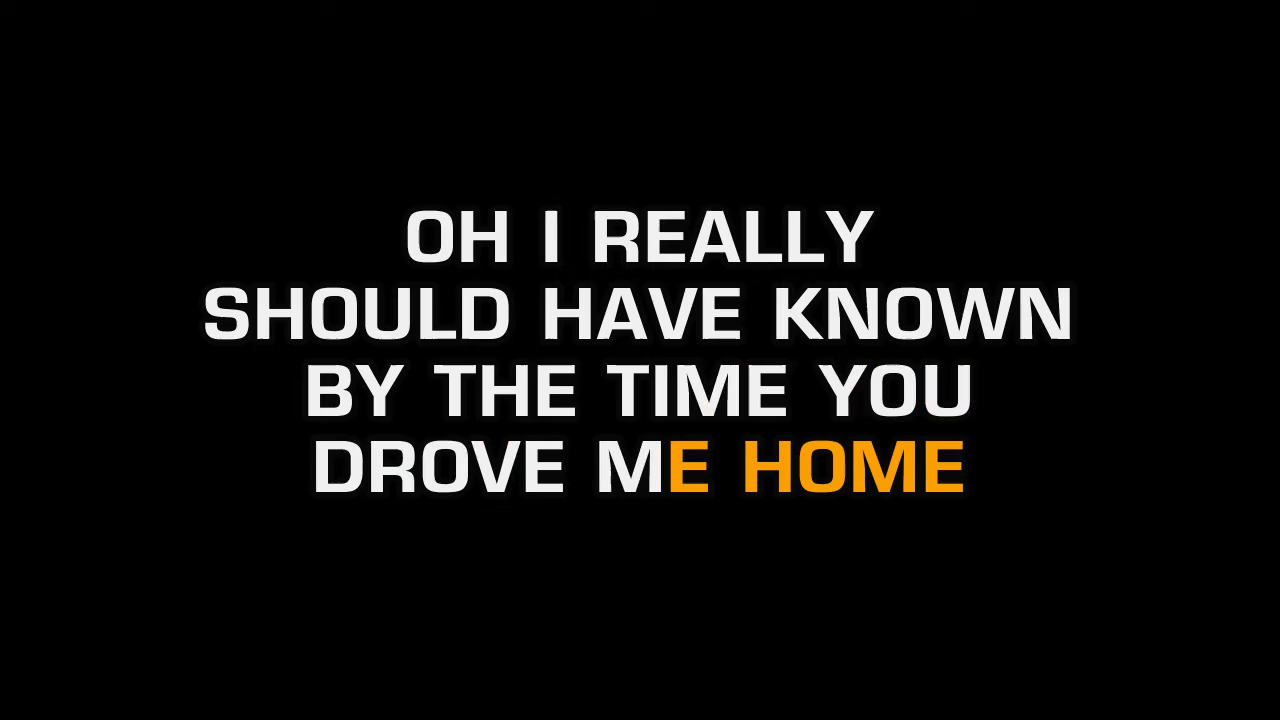 OH I REALLY
SHOULD HAVE KNOWN
BY THE TIME YOU
DROVE ME HOME